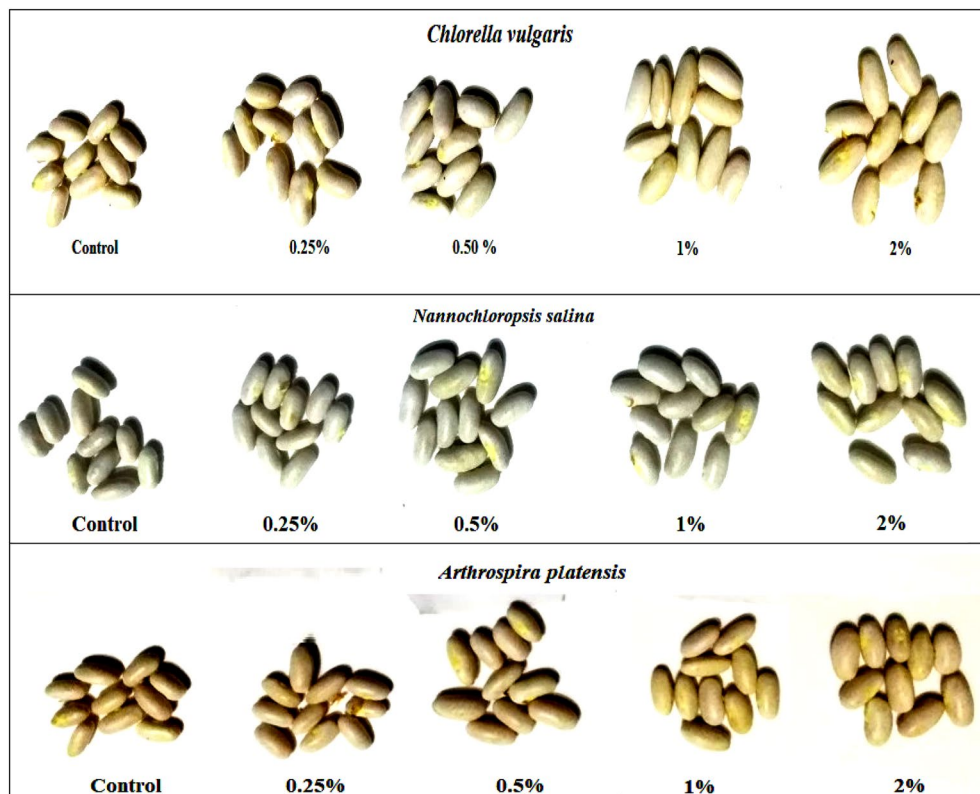 Chlorella vulgaris
Control 0.25% 0.50 % 1% 2%
Nannochloropsis salina
Control 0.25% 0.5% 1% 2%
Arthrospira platensis
Control 0.25% 0.5% 1% 2%